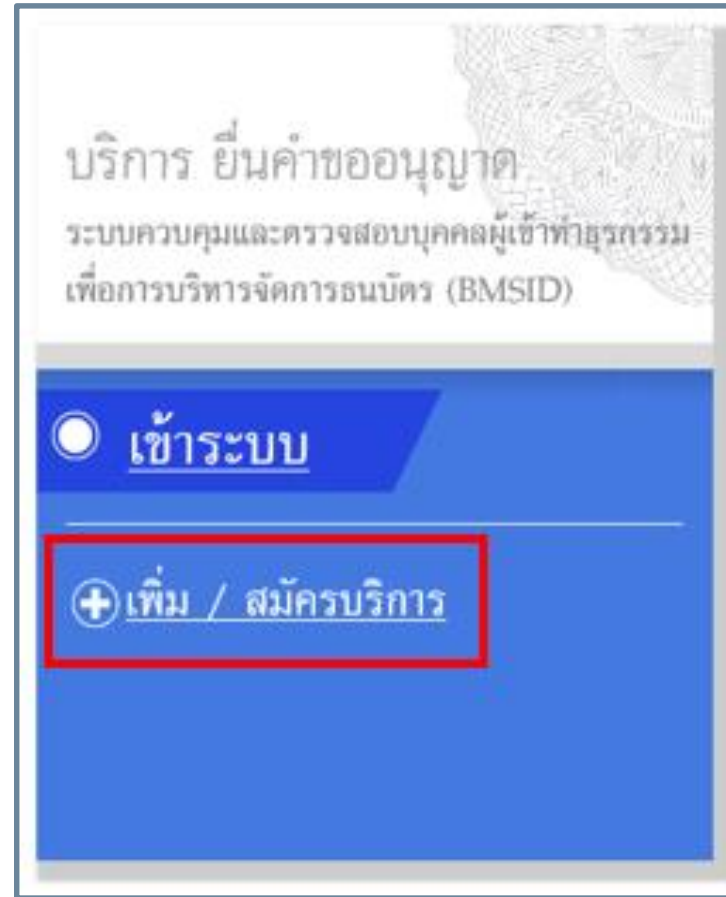 บริการ ยื่นคำขออนุญาต
ระบบควบคุมและตรวจสอบบุคคลผู้เข้าทำธุรกรรม
เพื่อการบริหารจัดการธนบัตร (BMSID)
เข้าระบบ
เพิ่ม / สมัครบริการ